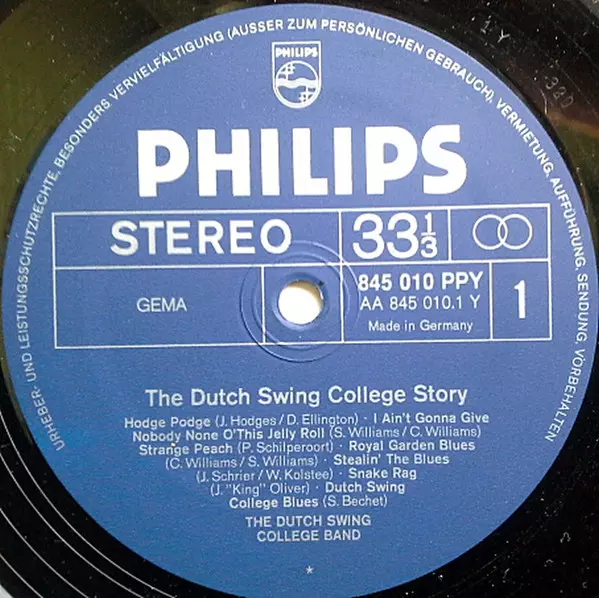 URHEBER- UND LEISTUNGSSCHUTZRECHTE, BESONDERS VERVIELFÄLTIGUNG (AUSSER ZUM PERSÖNLICHEN GEBRAUCH), VERMIETUNG, AUFFÜHRUNG, SENDUNG, VORBEHALTEN
PHILIPS
PHILIPS
STEREO
33⅓
GEMA
845 010 PPY
AA 845 010.1 Y
Made in Germany
1
The Dutch Swing College Story
Hodge Podge (J. Hodges/D. Ellington) · I Ain't Gonna Give
Nobody None O'This Jelly Roll (S. Williams/C. Williams)
Strange Peach (P. Schilperoort) · Royal Garden Blues
(C. Williams/S. Williams) · Stealin' The Blues
(J. Schrier/W. Kolstee) · Snake Rag
(J. "King" Oliver) · Dutch Swing
College Blues (S. Bechet)
THE DUTCH SWING
COLLEGE BAND